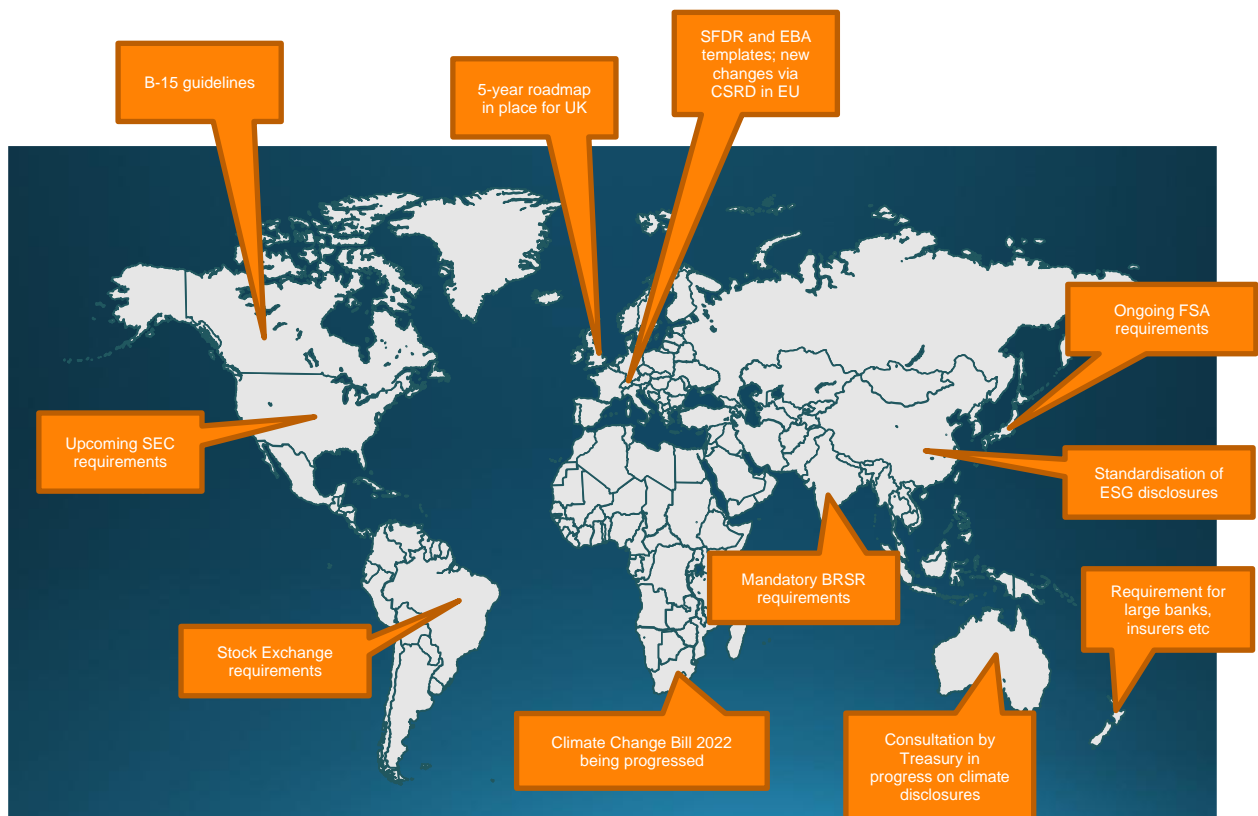 SFDR and EBA
templates; new
changes via
CSRD in EU
B-15 guidelines
5-year roadmap
in place for UK
Ongoing FSA
requirements
Upcoming SEC
requirements
Standardisation of
ESG disclosures
Mandatory BRSR
requirements
Requirement for
large banks,
insurers etc
Stock Exchange
requirements
Climate Change Bill 2022
being progressed
Consultation by
Treasury in
progress on climate
disclosures